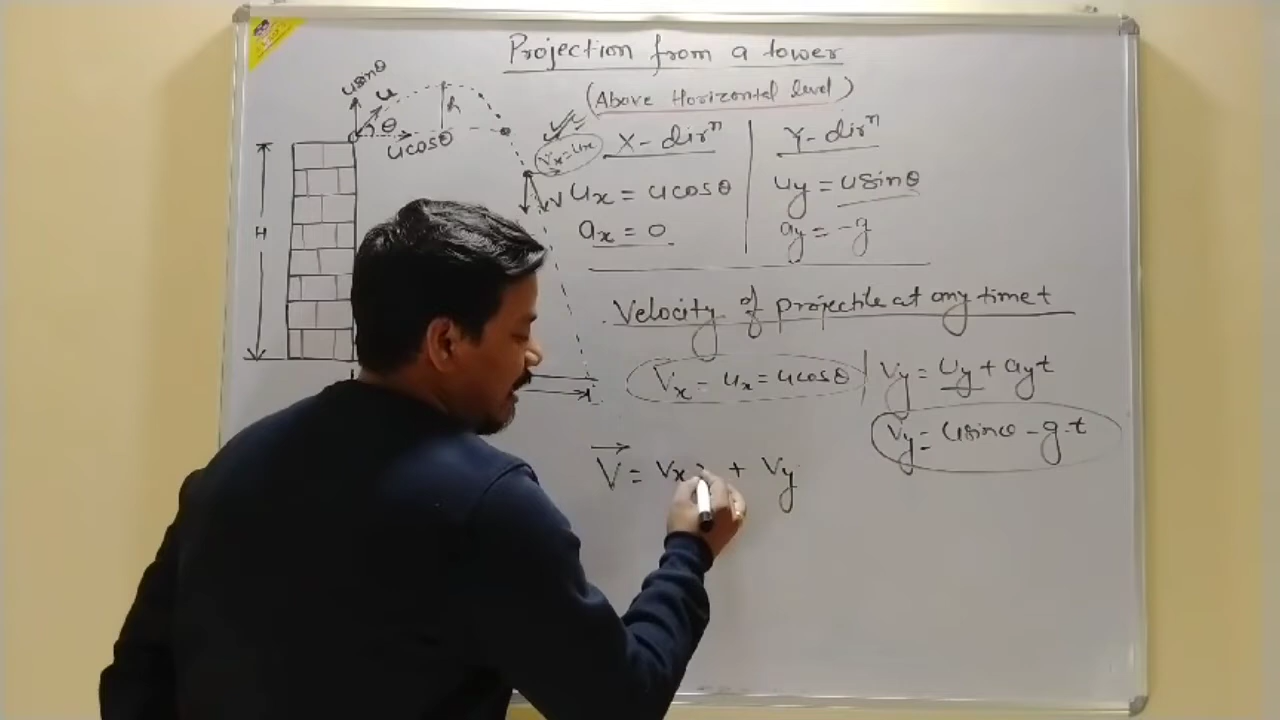 Projection from a tower
(Above Horizontal level)
usinθ
u
θ
h
ucosθ
H
Vx=ux
V
X-dirⁿ
ux = ucosθ
ax = 0
Y-dirⁿ
uy = usinθ
ay = -g
Velocity of projectile at any time t
Vx = ux = ucosθ
Vy = uy + ayt
Vy = usinθ - g.t
V⃗ = Vx + Vy